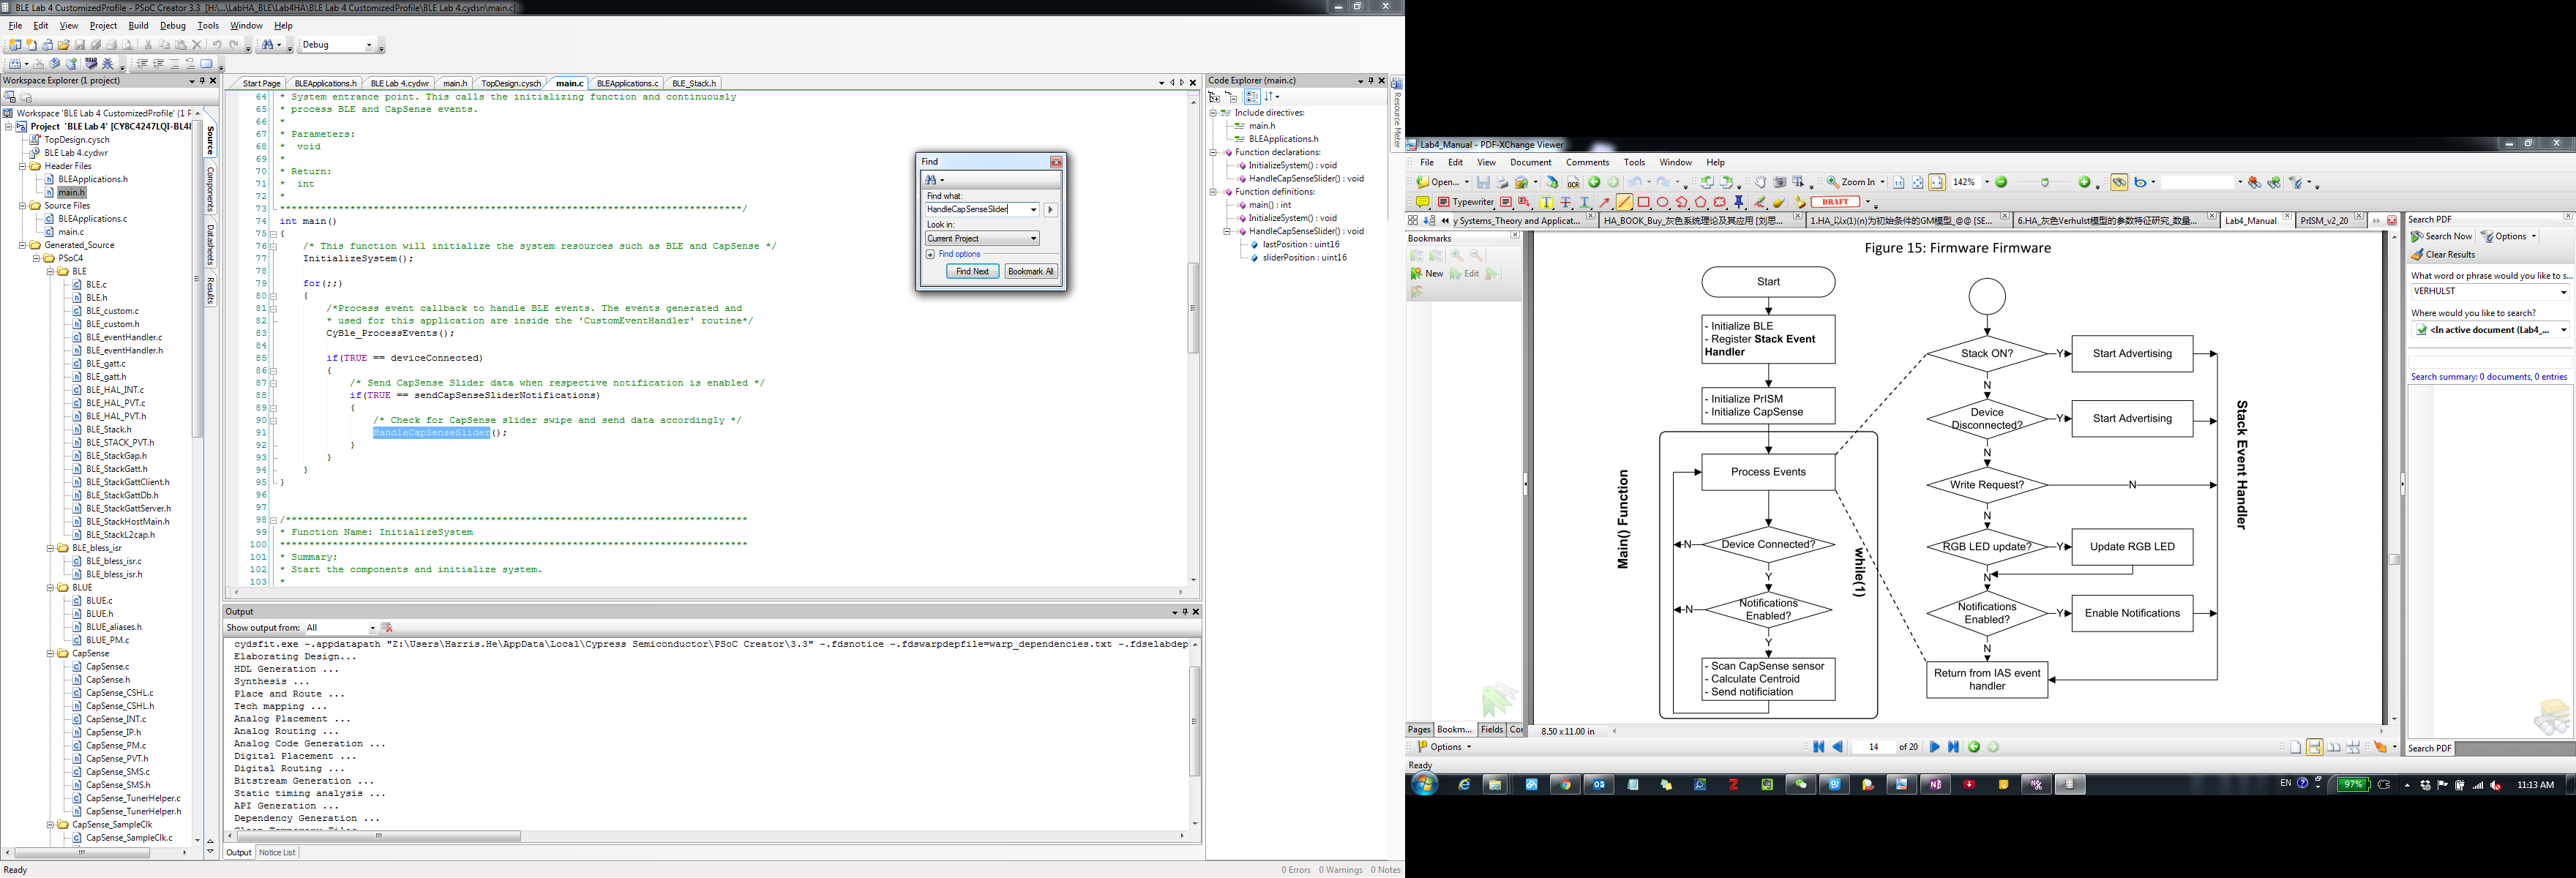 BLE Lab 4 CustomizedProfile - PSoC Creator 3.3 [H:\...\LabHA_BLE\Lab4HA\BLE Lab 4 CustomizedProfile\BLE Lab 4.cydsn\main.c]
File Edit View Project Build Debug Tools Window Help
Debug
Workspace Explorer (1 project)
Workspace 'BLE Lab 4 CustomizedProfile' (1 F
Project 'BLE Lab 4' [CY8C4247LQI-BL48
TopDesign.cysch
BLE Lab 4.cydwr
Header Files
BLEApplications.h
main.h
Source Files
BLEApplications.c
main.c
Generated_Source
PSoC4
BLE
BLE.c
BLE.h
BLE_custom.c
BLE_custom.h
BLE_eventHandler.c
BLE_eventHandler.h
BLE_gatt.c
BLE_gatt.h
BLE_HAL_INT.c
BLE_HAL_PVT.c
BLE_HAL_PVT.h
BLE_Stack.h
BLE_STACK_PVT.h
BLE_StackGap.h
BLE_StackGatt.h
BLE_StackGattClient.h
BLE_StackGattDb.h
BLE_StackGattServer.h
BLE_StackHostMain.h
BLE_StackL2cap.h
BLE_bless_isr
BLE_bless_isr.c
BLE_bless_isr.h
BLUE
BLUE.c
BLUE.h
BLUE_aliases.h
BLUE_PM.c
CapSense
CapSense.c
CapSense.h
CapSense_CSHL.c
CapSense_CSHL.h
CapSense_INT.c
CapSense_IP.h
CapSense_PM.c
CapSense_PVT.h
CapSense_SMS.c
CapSense_SMS.h
CapSense_TunerHelper.c
CapSense_TunerHelper.h
CapSense_SampleClk
CapSense_SampleClk.c
Source
Components
Datasheets
Results
Start Page BLEApplications.h BLE Lab 4.cydwr main.h TopDesign.cysch main.c BLEApplications.c BLE_Stack.h
64 * System entrance point. This calls the initializing function and continuously
65 * process BLE and CapSense events.
66 *
67 * Parameters:
68 * void
69 *
70 * Return:
71 * int
72 *
73 *******************************************************************************/
74 int main()
75 {
76 /* This function will initialize the system resources such as BLE and CapSense */
77 InitializeSystem();
78
79 for(;;)
80 {
81 /*Process event callback to handle BLE events. The events generated and
82 * used for this application are inside the 'CustomEventHandler' routine*/
83 CyBle_ProcessEvents();
84
85 if(TRUE == deviceConnected)
86 {
87 /* Send CapSense Slider data when respective notification is enabled */
88 if(TRUE == sendCapSenseSliderNotifications)
89 {
90 /* Check for CapSense slider swipe and send data accordingly */
91 HandleCapSenseSlider();
92 }
93 }
94 }
95 }
96
97
98 /*******************************************************************************
99 * Function Name: InitializeSystem
100 ********************************************************************************
101 * Summary:
102 * Start the components and initialize system.
103 *
Find
Find what:
HandleCapSenseSlider
Look in:
Current Project
Find options
Find Next Bookmark All
Output
Show output from: All
cydsfit.exe -.appdatapath "Z:\Users\Harris.He\AppData\Local\Cypress Semiconductor\PSoC Creator\3.3" -.fdsnotice -.fdswarpdepfile=warp_dependencies.txt -.fdselabdep
Elaborating Design...
HDL Generation ...
Synthesis ...
Place and Route ...
Tech mapping ...
Analog Placement ...
Analog Routing ...
Analog Code Generation ...
Digital Placement ...
Digital Routing ...
Bitstream Generation ...
Static timing analysis ...
API Generation ...
Dependency Generation ...
Output Notice List
Ready
0 Errors 0 Warnings 0 Notes
Code Explorer (main.c)
Include directives:
main.h
BLEApplications.h
Function declarations:
InitializeSystem() : void
HandleCapSenseSlider() : void
Function definitions:
main() : int
InitializeSystem() : void
HandleCapSenseSlider() : void
lastPosition : uint16
sliderPosition : uint16
Resource Meter
Lab4_Manual - PDF-XChange Viewer
File Edit View Document Comments Tools Window Help
Open... OCR Zoom In 142%
Typewriter DRAFT
y Systems_Theory and Applicat... HA_BOOK_Buy_灰色系统理论及其应用 [刘思... 1.HA_以x(1)(n)为初始条件的GM模型_@@ [SE... 6.HA_灰色Verhulst模型的参数特征研究_数量... Lab4_Manual PrISM_v2_20
Bookmarks
New Edit
Figure 15: Firmware Firmware
Start
- Initialize BLE
- Register Stack Event
Handler
- Initialize PrISM
- Initialize CapSense
Process Events
Device Connected?
N
Y
Notifications
Enabled?
N
Y
- Scan CapSense sensor
- Calculate Centroid
- Send notificiation
Main() Function
while(1)
Stack ON?
Y
Start Advertising
N
Device
Disconnected?
Y
Start Advertising
N
Write Request?
N
N
RGB LED update?
Y
Update RGB LED
N
Notifications
Enabled?
Y
Enable Notifications
N
Return from IAS event
handler
Stack Event Handler
Search PDF
Search Now Options
Clear Results
What word or phrase would you like to s...
VERHULST
Where would you like to search?
<In active document (Lab4_...
Search summary: 0 documents, 0 entries
Pages Bookm... Fields Cor
8.50 x 11.00 in
Options
14 of 20
Search PDF
Ready
EN 97% 11:13 AM